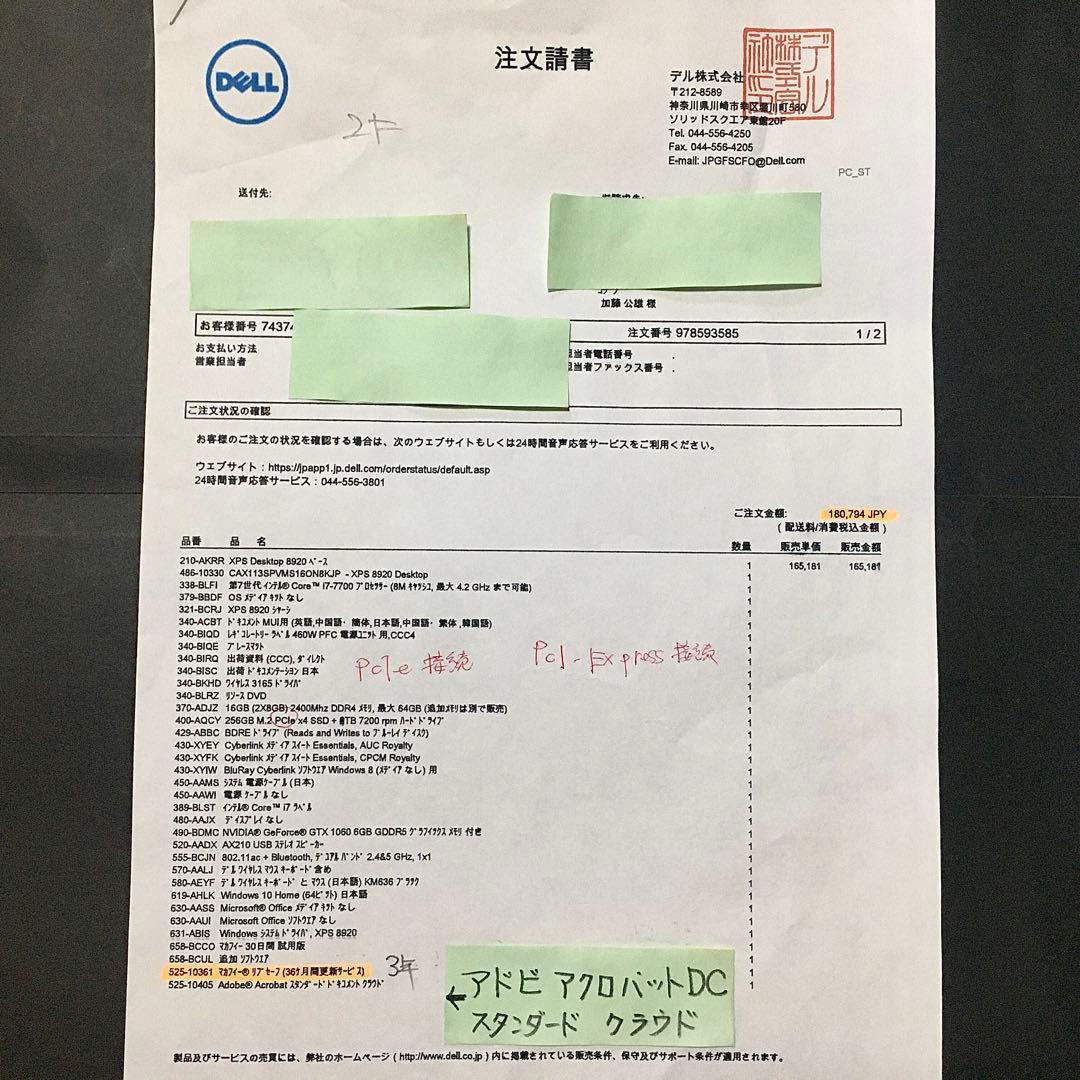 DELL
注文請書
デル株式会社
〒212-8589
神奈川県川崎市幸区堀川町580
ソリッドスクエア東館20F
Tel. 044-556-4250
Fax. 044-556-4205
E-mail: JPGFSCFO@Dell.com
PC_ST
2F
送付先:
加藤 公雄 様
お客様番号 74374
注文番号 978593585
1 / 2
お支払い方法
営業担当者
担当者電話番号 .
担当者ファックス番号 .
ご注文状況の確認
お客様のご注文の状況を確認する場合は、次のウェブサイトもしくは24時間音声応答サービスをご利用ください。
ウェブサイト : https://jpapp1.jp.dell.com/orderstatus/default.asp
24時間音声応答サービス : 044-556-3801
ご注文金額: 180,794 JPY
( 配送料/消費税込金額 )
品番 品 名 数量 販売単価 販売金額
210-AKRR XPS Desktop 8920 ベース 1 165,181 165,181
486-10330 CAX113SPVMS16ON8KJP - XPS 8920 Desktop 1
338-BLFI 第7世代 インテル® Core™ i7-7700 プロセッサー (8M キャッシュ, 最大 4.2 GHz まで可能) 1
379-BBDF OS メディアキット なし 1
321-BCRJ XPS 8920 シャーシ 1
340-ACBT ドキュメント MUI用 (英語,中国語・ 簡体,日本語,中国語・ 繁体 ,韓国語) 1
340-BIQD レギュレートリー ラベル 460W PFC 電源ユニット 用,CCC4 1
340-BIQE プレースマット 1
340-BIRQ 出荷資料 (CCC), ダイレクト 1
340-BISC 出荷 ドキュメンテーション 日本 1
340-BKHD ワイヤレス 3165 ドライバ 1
340-BLRZ リソース DVD 1
PCI-e 接続
PCI-Express 接続
370-ADJZ 16GB (2X8GB) 2400Mhz DDR4 メモリ, 最大 64GB (追加メモリは別で販売) 1
400-AQCY 256GB M.2 PCIe x4 SSD + TB 7200 rpm ハードドライブ 1
429-ABBC BDRE ドライブ (Reads and Writes to ブルーレイ ディスク) 1
430-XYEY Cyberlink メディア スイート Essentials, AUC Royalty 1
430-XYFK Cyberlink メディア スイート Essentials, CPCM Royalty 1
430-XYIW BluRay Cyberlink ソフトウエア Windows 8 (メディア なし) 用 1
450-AAMS システム 電源ケーブル (日本) 1
450-AAWI 電源 ケーブル なし 1
389-BLST インテル® Core™ i7 ラベル 1
480-AAJX ディスプレイ なし 1
490-BDMC NVIDIA® GeForce® GTX 1060 6GB GDDR5 グラフィックス メモリ 付き 1
520-AADX AX210 USB ステレオ スピーカー 1
555-BCJN 802.11ac + Bluetooth, デュアル バンド 2.4&5 GHz, 1x1 1
570-AALJ デル ワイヤレス マウス キーボード 含め 1
580-AEYF デル ワイヤレス キーボード と マウス (日本語) KM636 ブラック 1
619-AHLK Windows 10 Home (64ビット) 日本語 1
630-AASS Microsoft® Office メディア キット なし 1
630-AAUI Microsoft Office ソフトウエア なし 1
631-ABIS Windows システム ドライバ , XPS 8920 1
658-BCCO マカフィー 30日間 試用版 1
658-BCUL 追加 ソフトウエア 1
525-10361 マカフィー® リブセーフ (36ケ月間更新サービス) 3年 1
525-10405 Adobe® Acrobat スタンダードドキュメント クラウド 1
←アドビ アクロバットDC
スタンダード クラウド
製品及びサービスの売買には、弊社のホームページ ( http://www.dell.co.jp ) 内に掲載されている販売条件、保守及びサポート条件が適用されます。